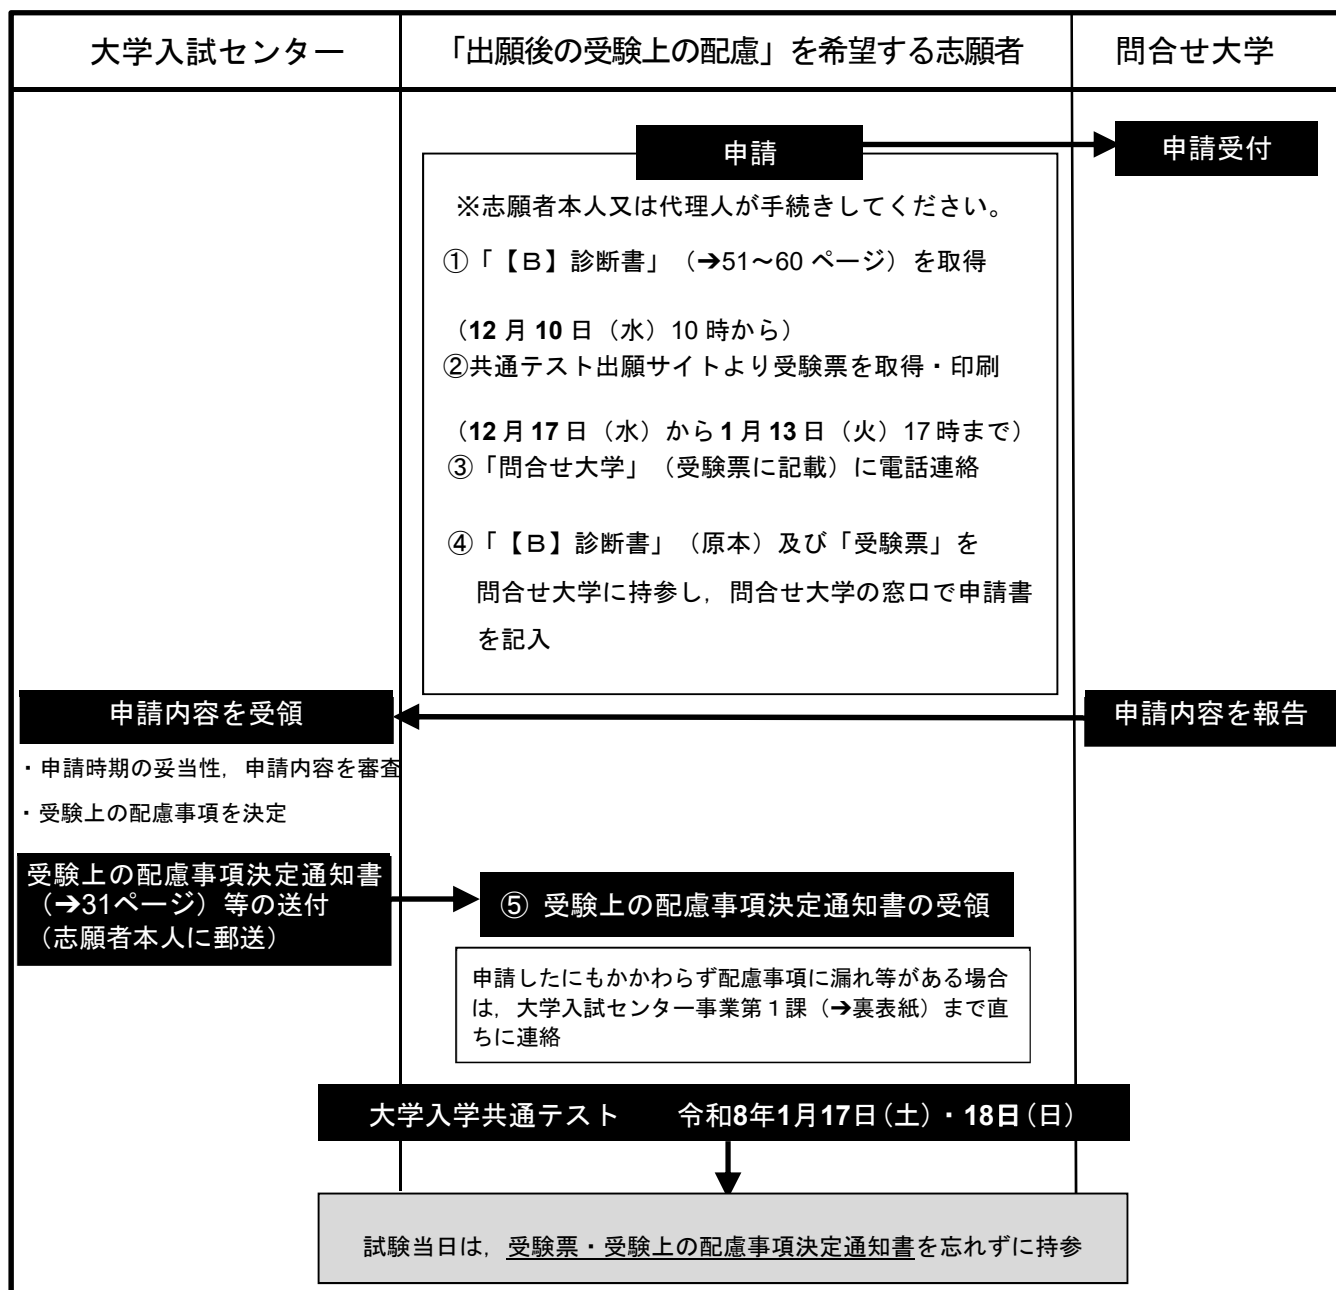 大学入試センター
「出願後の受験上の配慮」を希望する志願者
問合せ大学
申請
申請受付
※志願者本人又は代理人が手続きしてください。
①「【Ｂ】診断書」（➔51～60 ページ）を取得
（12 月 10 日（水）10 時から）
②共通テスト出願サイトより受験票を取得・印刷
（12 月 17 日（水）から 1 月 13 日（火）17 時まで）
③「問合せ大学」（受験票に記載）に電話連絡
④「【Ｂ】診断書」（原本）及び「受験票」を
問合せ大学に持参し，問合せ大学の窓口で申請書
を記入
申請内容を受領
申請内容を報告
・申請時期の妥当性，申請内容を審査
・受験上の配慮事項を決定
受験上の配慮事項決定通知書
（➔31ページ）等の送付
（志願者本人に郵送）
⑤ 受験上の配慮事項決定通知書の受領
申請したにもかかわらず配慮事項に漏れ等がある場合
は，大学入試センター事業第１課（➔裏表紙）まで直
ちに連絡
大学入学共通テスト　　令和8年1月17日（土）・18日（日）
試験当日は，受験票・受験上の配慮事項決定通知書を忘れずに持参